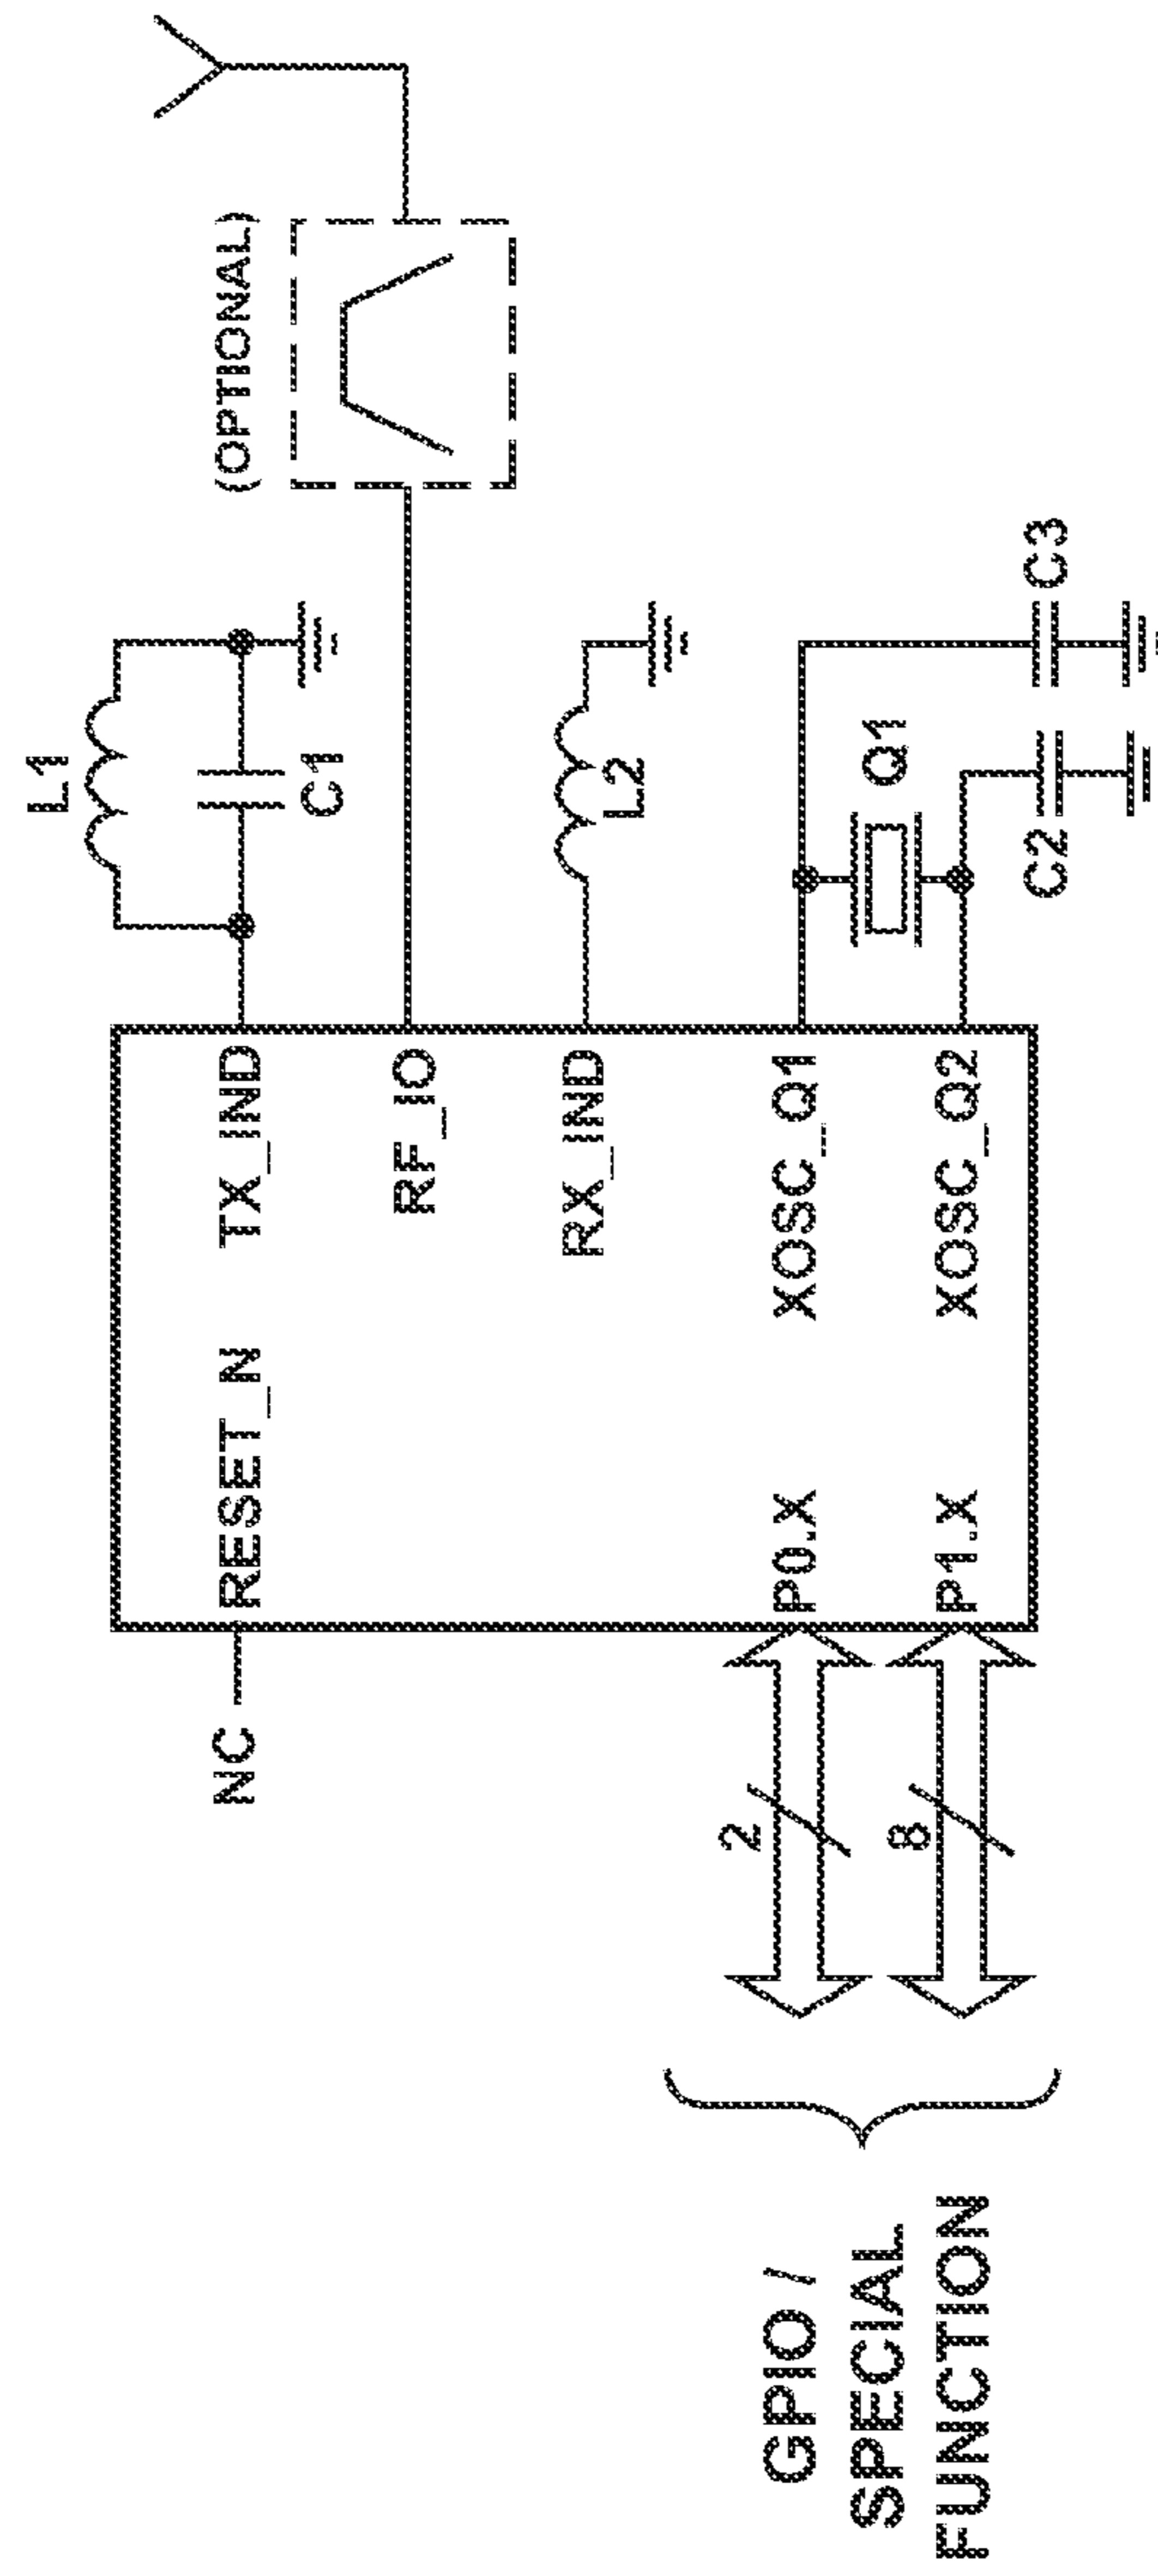 L1
C1
(OPTIONAL)
NC
RESET_N
TX_IND
RF_IO
RX_IND
L2
GPIO /
SPECIAL
FUNCTION
2
P0.X
XOSC_Q1
Q1
C3
8
P1.X
XOSC_Q2
C2